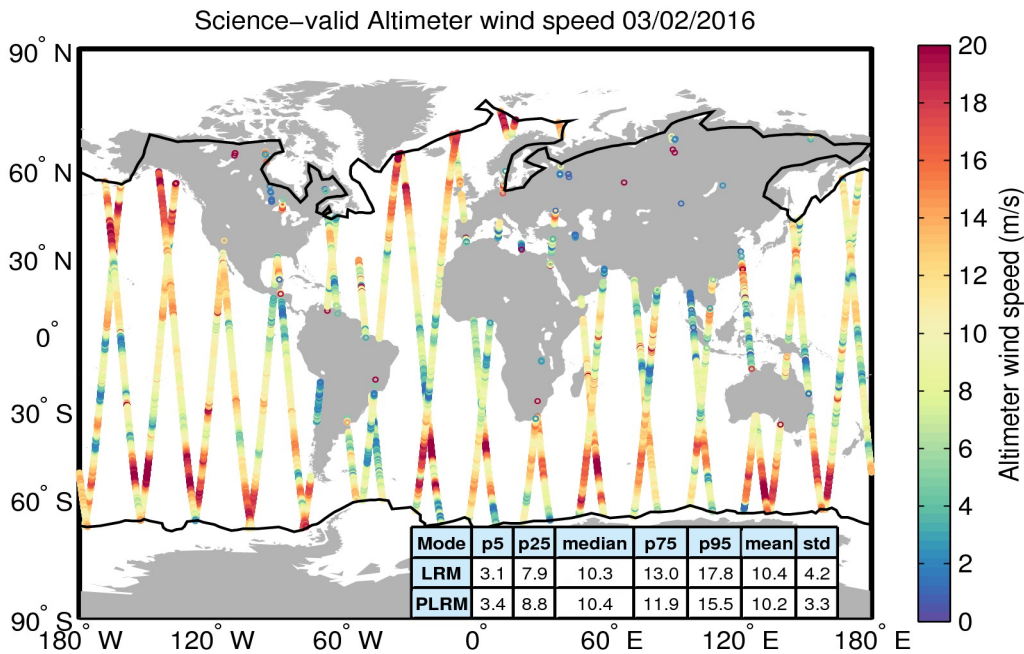 Science−valid Altimeter wind speed 03/02/2016
90° N
60° N
30° N
0°
30° S
60° S
90° S
180° W
120° W
60° W
0°
60° E
120° E
180° E
Mode p5 p25 median p75 p95 mean std
LRM 3.1 7.9 10.3 13.0 17.8 10.4 4.2
PLRM 3.4 8.8 10.4 11.9 15.5 10.2 3.3
20
18
16
14
12
10
8
6
4
2
0
Altimeter wind speed (m/s)